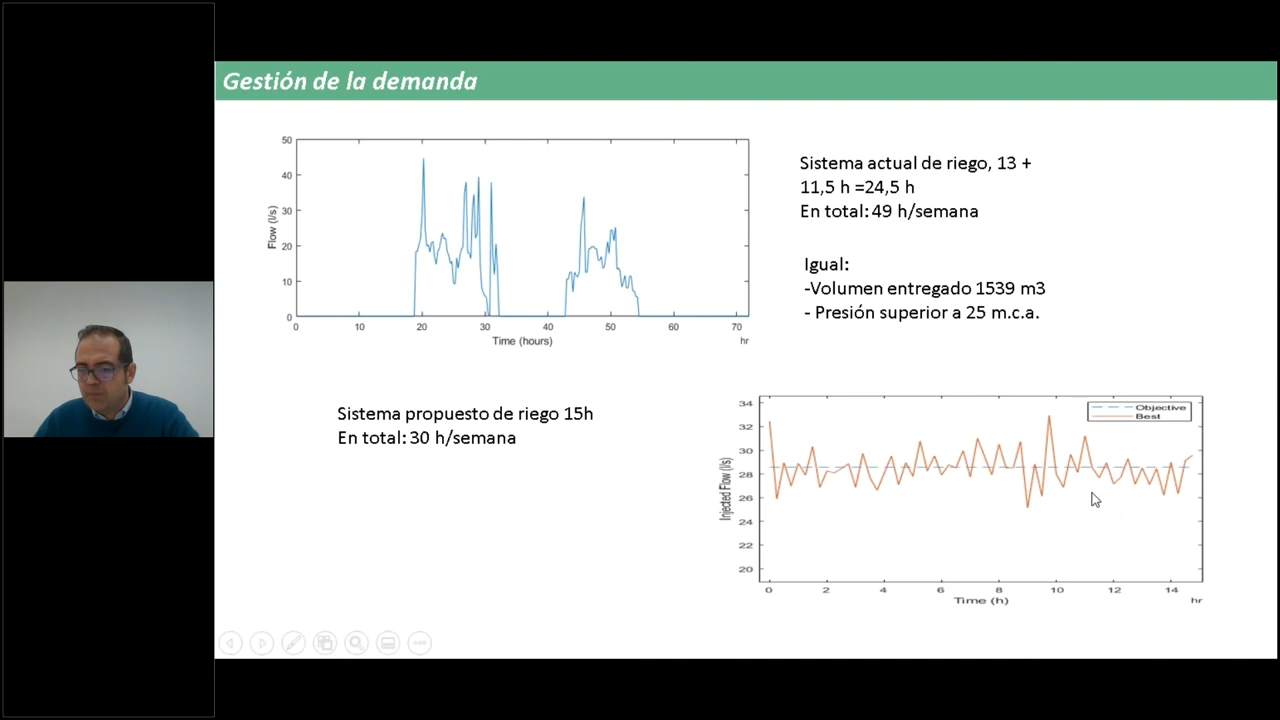 Gestión de la demanda
50
40
30
20
10
0
Flow (l/s)
0 10 20 30 40 50 60 70
Time (hours)
hr
Sistema actual de riego, 13 +
11,5 h =24,5 h
En total: 49 h/semana
Igual:
-Volumen entregado 1539 m3
- Presión superior a 25 m.c.a.
Sistema propuesto de riego 15h
En total: 30 h/semana
34
32
30
28
26
24
22
20
Injected Flow (l/s)
Objective
Best
0 2 4 6 8 10 12 14
Time (h)
hr